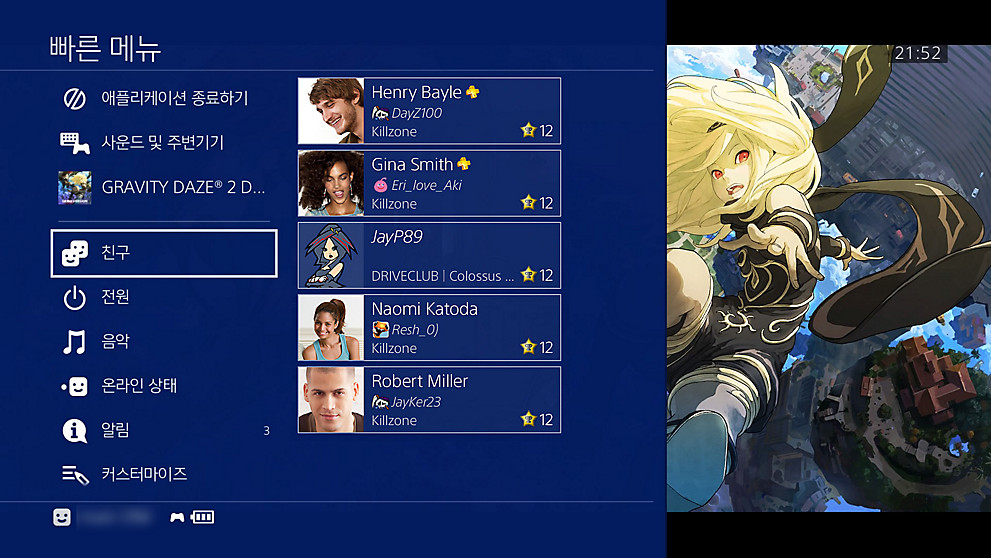 빠른 메뉴
21:52
애플리케이션 종료하기
사운드 및 주변기기
GRAVITY DAZE® 2 D...
친구
전원
음악
온라인 상태
알림 3
커스터마이즈
Henry Bayle
DayZ100
Killzone 12
Gina Smith
Eri_love_Aki
Killzone 12
JayP89
DRIVECLUB | Colossus ... 12
Naomi Katoda
Resh_0)
Killzone 12
Robert Miller
JayKer23
Killzone 12